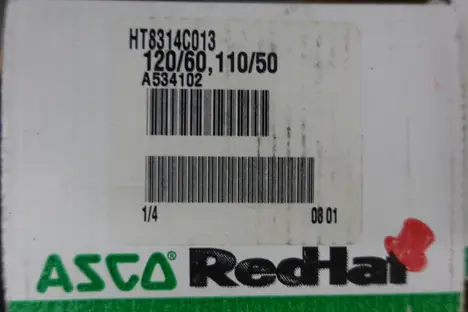 HT8314C013
120/60,110/50
A534102
1/4 08 01
ASCO® RedHat